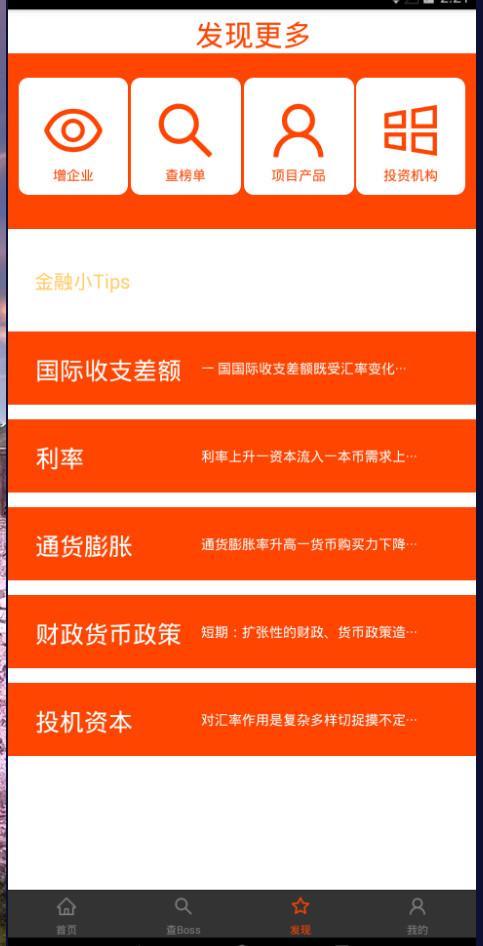 发现更多
增企业
查榜单
项目产品
投资机构
金融小Tips
国际收支差额
一 国国际收支差额既受汇率变化…
利率
利率上升一资本流入一本币需求上…
通货膨胀
通货膨胀率升高一货币购买力下降…
财政货币政策
短期：扩张性的财政、货币政策造…
投机资本
对汇率作用是复杂多样切捉摸不定…
首页
查Boss
发现
我的